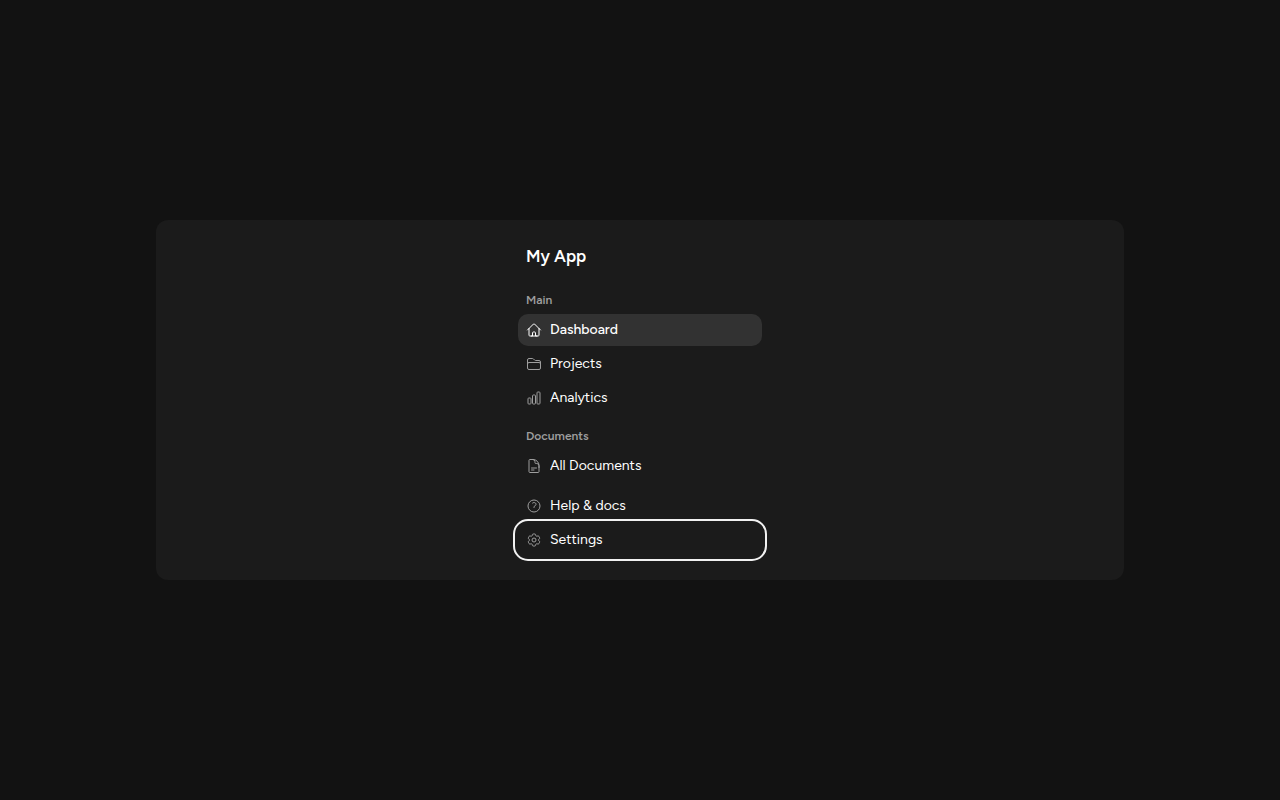 My App
Main
Dashboard
Projects
Analytics
Documents
All Documents
Help & docs
Settings